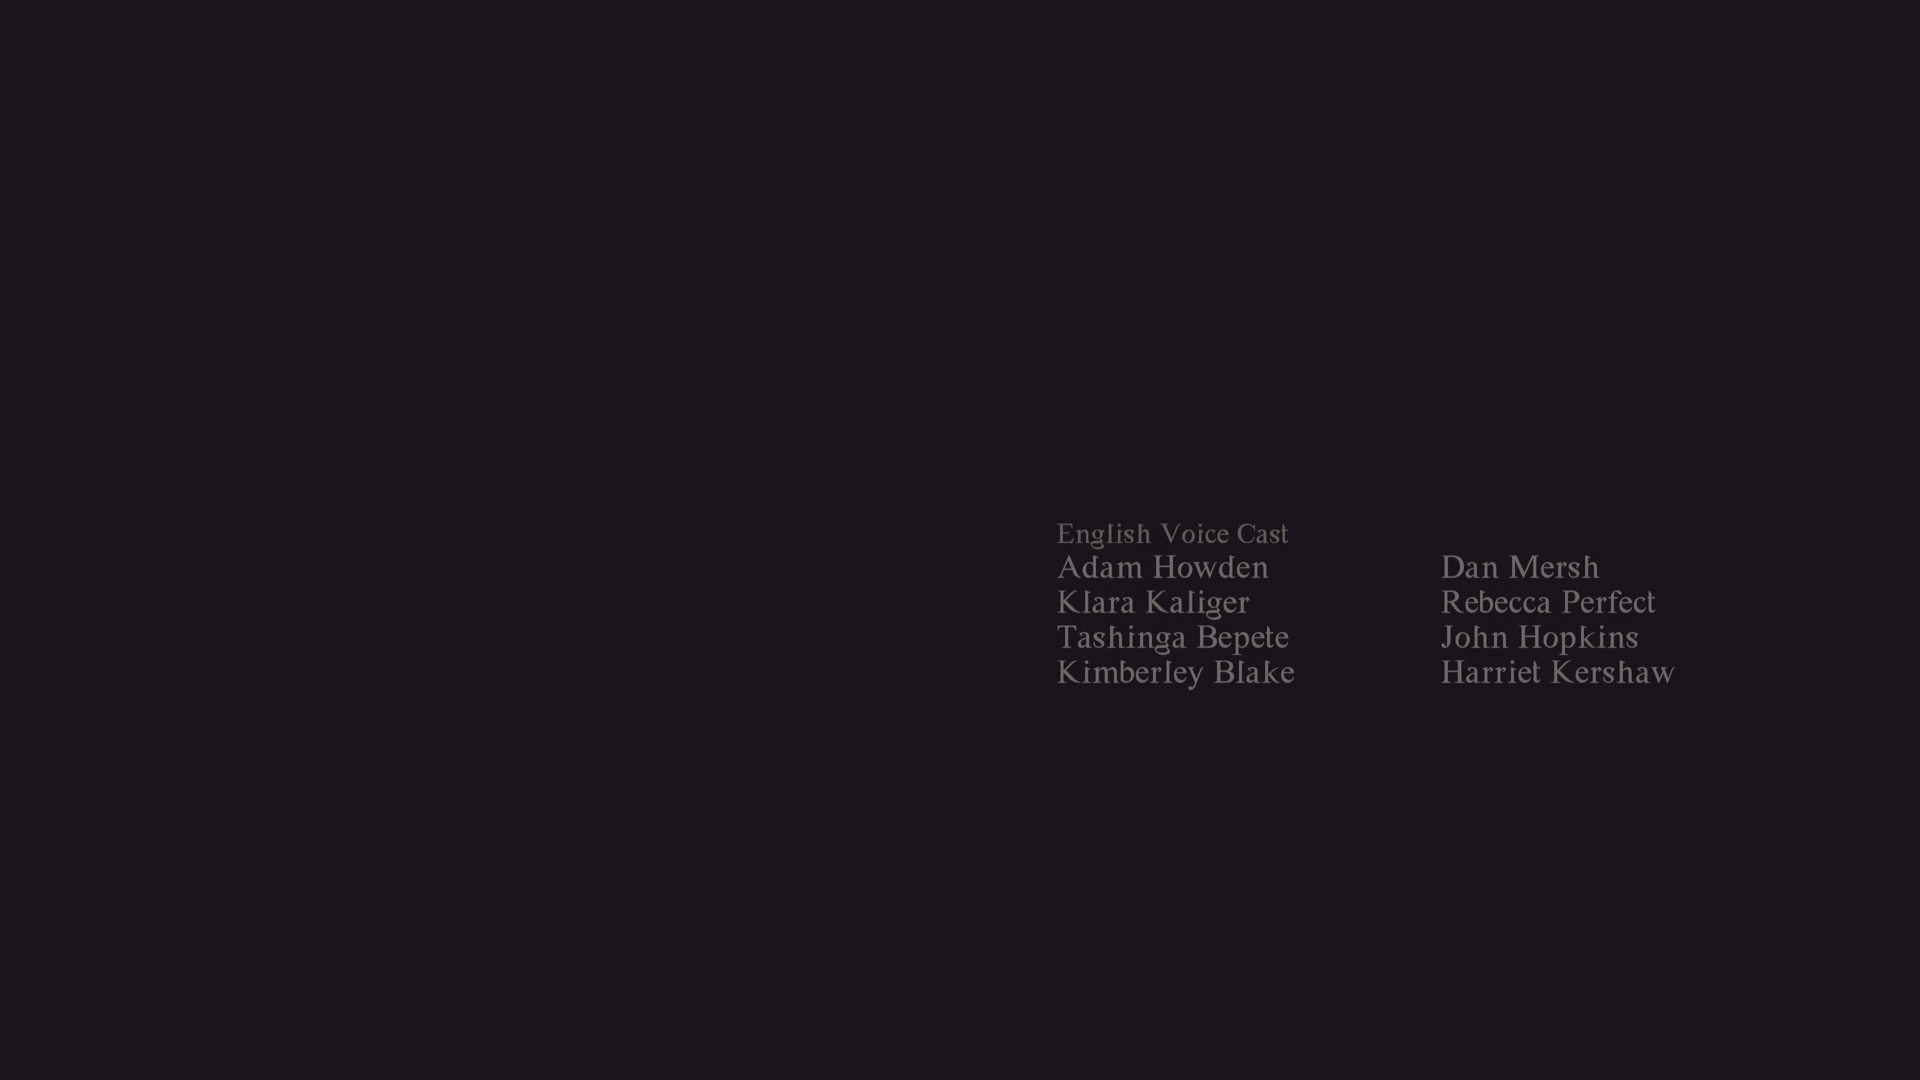 English Voice Cast
Adam Howden
Klara Kaliger
Tashinga Bepete
Kimberley Blake
Dan Mersh
Rebecca Perfect
John Hopkins
Harriet Kershaw